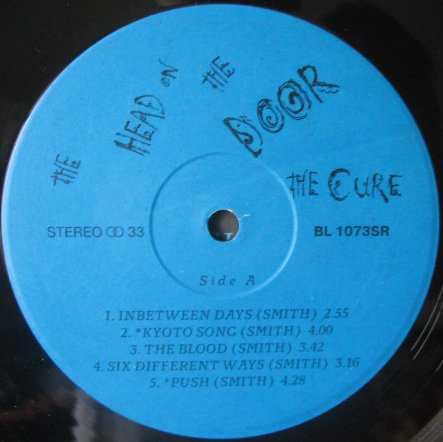 THE HEAD ON THE DOOR
THE CURE
STEREO 33
BL 1073SR
Side A
1. INBETWEEN DAYS (SMITH) 2.55
2. *KYOTO SONG (SMITH) 4.00
3. THE BLOOD (SMITH) 3.42
4. SIX DIFFERENT WAYS (SMITH) 3.16
5. *PUSH (SMITH) 4.28